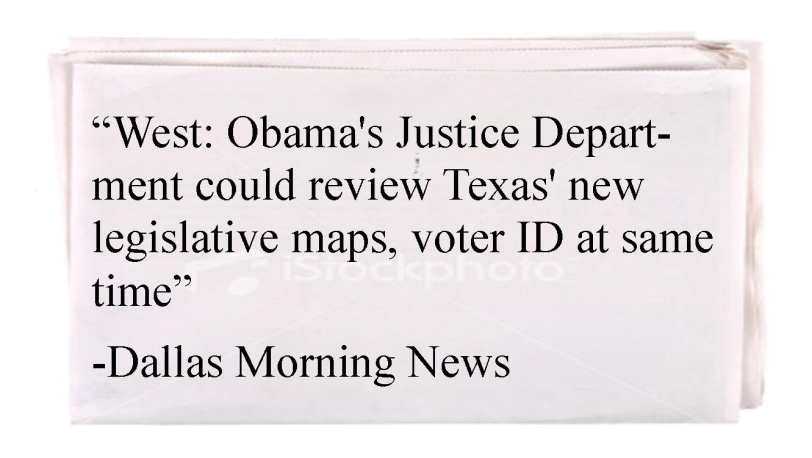 “West: Obama's Justice Depart-
ment could review Texas' new
legislative maps, voter ID at same
time”
iStockphoto
-Dallas Morning News